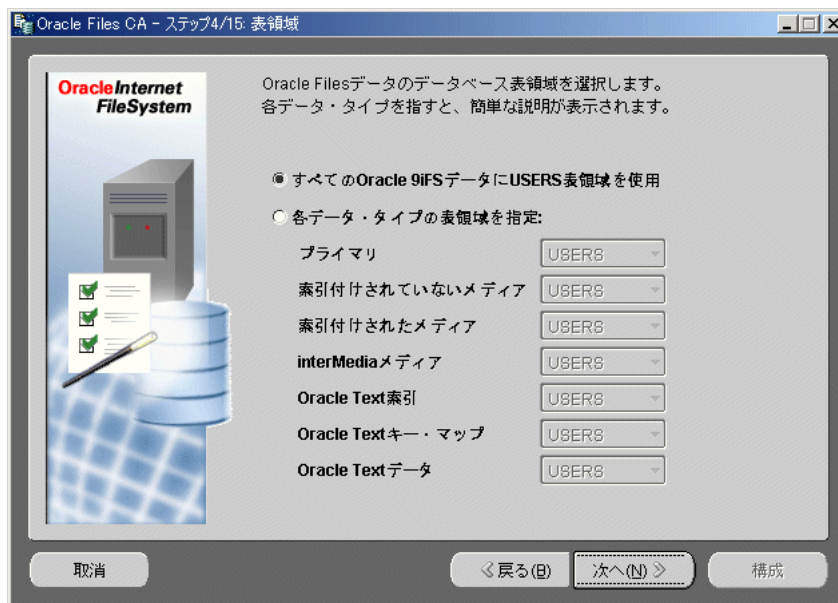 Oracle Files CA - ステップ4/15: 表領域
OracleInternet
FileSystem
Oracle Filesデータのデータベース表領域を選択します。
各データ・タイプを指すと、簡単な説明が表示されます。
すべてのOracle 9iFSデータにUSERS表領域を使用
各データ・タイプの表領域を指定:
プライマリ USERS
索引付けされていないメディア USERS
索引付けされたメディア USERS
interMediaメディア USERS
Oracle Text索引 USERS
Oracle Textキー・マップ USERS
Oracle Textデータ USERS
取消 戻る(B) 次へ(N) 構成